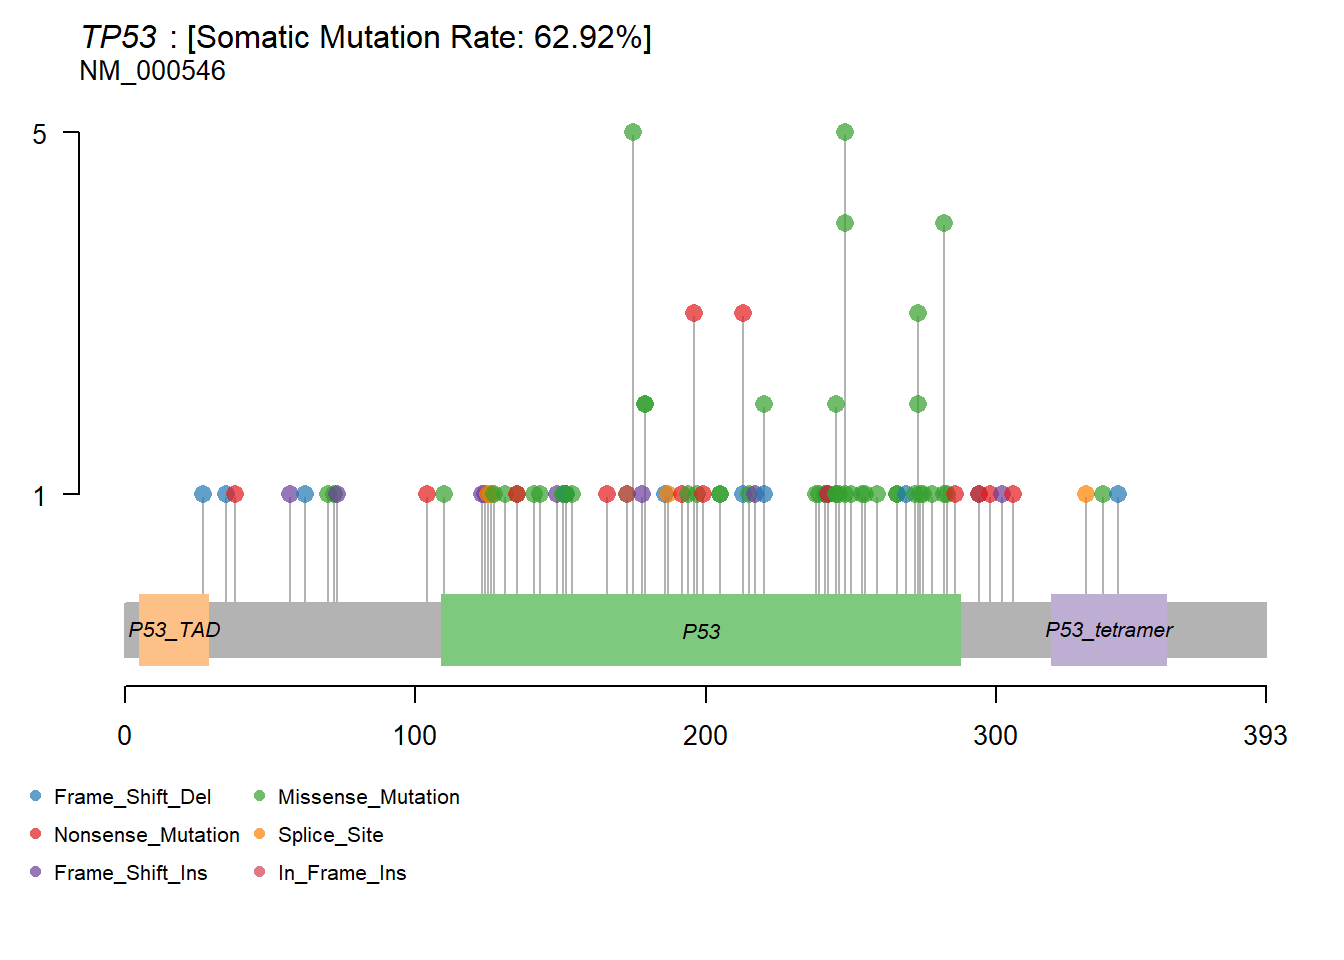 TP53 : [Somatic Mutation Rate: 62.92%]
NM_000546
5
1
P53_TAD
P53
P53_tetramer
0 100 200 300 393
Frame_Shift_Del Missense_Mutation
Nonsense_Mutation Splice_Site
Frame_Shift_Ins In_Frame_Ins